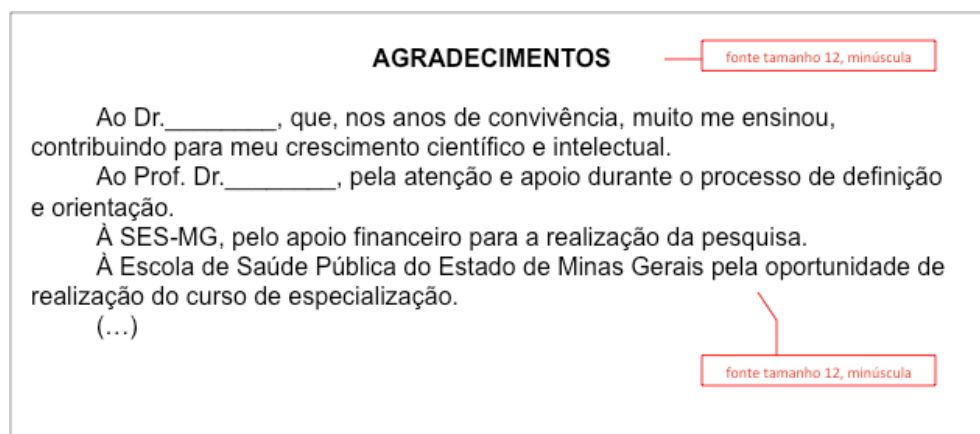 AGRADECIMENTOS
fonte tamanho 12, minúscula
Ao Dr.________, que, nos anos de convivência, muito me ensinou,
contribuindo para meu crescimento científico e intelectual.
Ao Prof. Dr.________, pela atenção e apoio durante o processo de definição
e orientação.
À SES-MG, pelo apoio financeiro para a realização da pesquisa.
À Escola de Saúde Pública do Estado de Minas Gerais pela oportunidade de
realização do curso de especialização.
(...)
fonte tamanho 12, minúscula